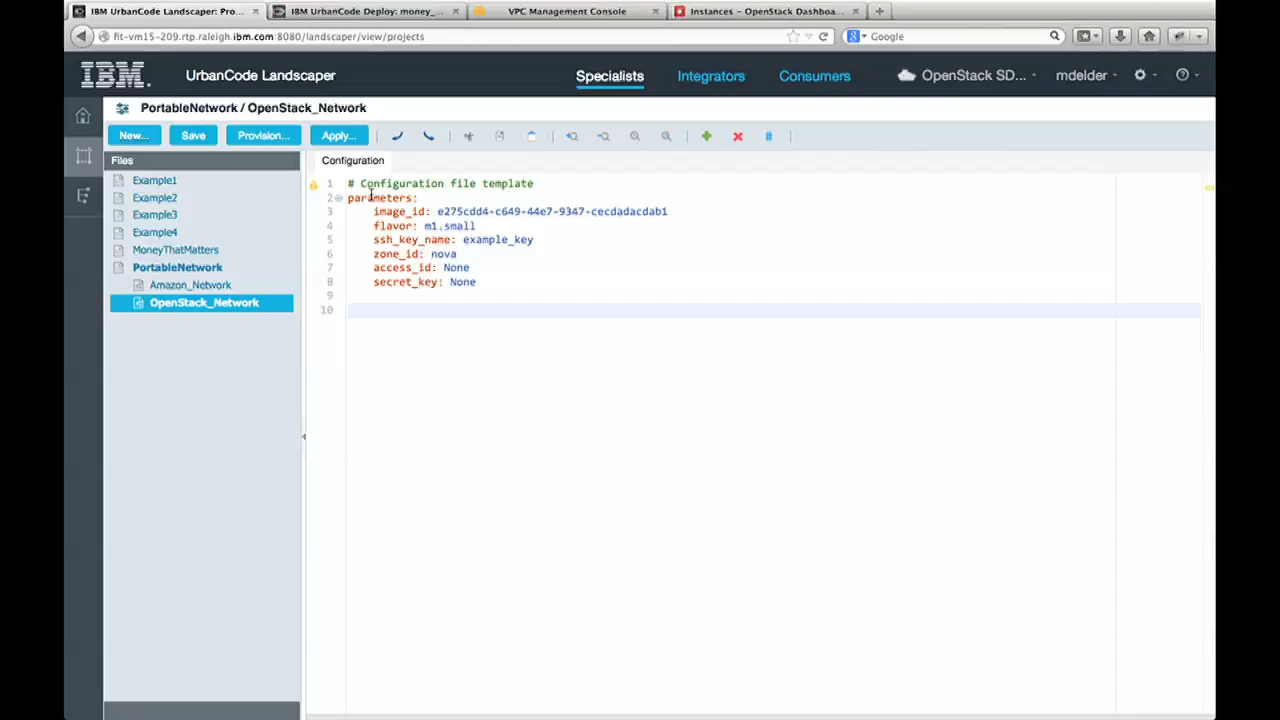 IBM UrbanCode Landscaper: Pro...
IBM UrbanCode Deploy: money_...
VPC Management Console
Instances – OpenStack Dashboa...
fit-vm15-209.rtp.raleigh.ibm.com:8080/landscaper/view/projects
Google
IBM
UrbanCode Landscaper
Specialists
Integrators
Consumers
OpenStack SD...
mdelder
PortableNetwork / OpenStack_Network
New...
Save
Provision...
Apply...
Files
Configuration
Example1
Example2
Example3
Example4
MoneyThatMatters
PortableNetwork
Amazon_Network
OpenStack_Network
1 # Configuration file template
2 parameters:
3 image_id: e275cdd4-c649-44e7-9347-cecdadacdab1
4 flavor: m1.small
5 ssh_key_name: example_key
6 zone_id: nova
7 access_id: None
8 secret_key: None
9
10